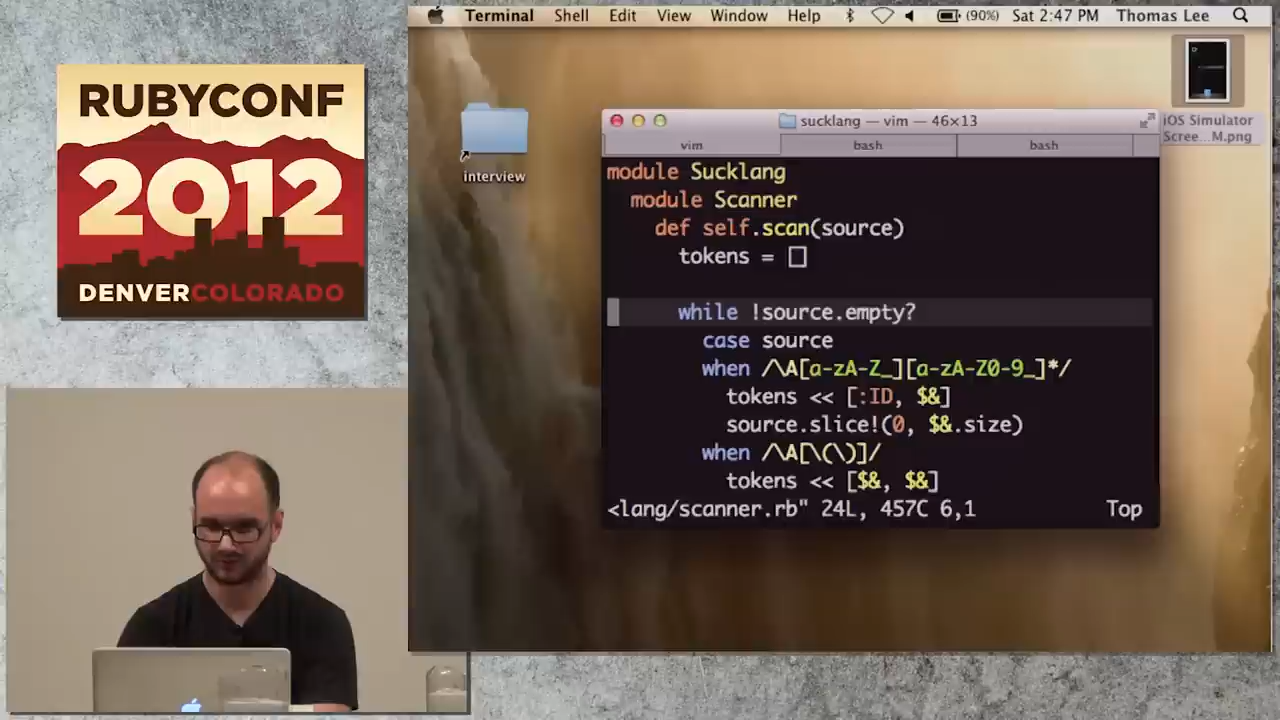 RUBYCONF
2012
DENVERCOLORADO
Terminal Shell Edit View Window Help (90%) Sat 2:47 PM Thomas Lee
interview
iOS Simulator
Scree...M.png
sucklang — vim — 46×13
vim bash bash
module Sucklang
  module Scanner
    def self.scan(source)
      tokens = []
      while !source.empty?
        case source
        when /\A[a-zA-Z_][a-zA-Z0-9_]*/
          tokens << [:ID, $&]
          source.slice!(0, $&.size)
        when /\A[\(\)]/
          tokens << [$&, $&]
<lang/scanner.rb" 24L, 457C 6,1 Top